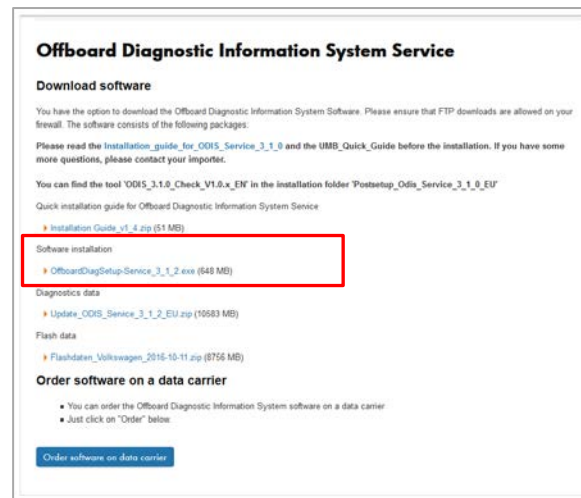 Offboard Diagnostic Information System Service
Download software
You have the option to download the Offboard Diagnostic Information System Software. Please ensure that FTP downloads are allowed on your
firewall. The software consists of the following packages:
Please read the Installation_guide_for_ODIS_Service_3_1_0 and the UMB_Quick_Guide before the installation. If you have some
more questions, please contact your importer.
You can find the tool 'ODIS_3.1.0_Check_V1.0.x_EN' in the installation folder 'Postsetup_Odis_Service_3_1_0_EU'
Quick installation guide for Offboard Diagnostic Information System Service
Installation Guide_v1_4.zip (51 MB)
Software installation
OffboardDiagSetup-Service_3_1_2.exe (648 MB)
Diagnostics data
Update_ODIS_Service_3_1_2_EU.zip (10583 MB)
Flash data
Flashdaten_Volkswagen_2016-10-11.zip (8756 MB)
Order software on a data carrier
You can order the Offboard Diagnostic Information System software on a data carrier
Just click on "Order" below:
Order software on data carrier